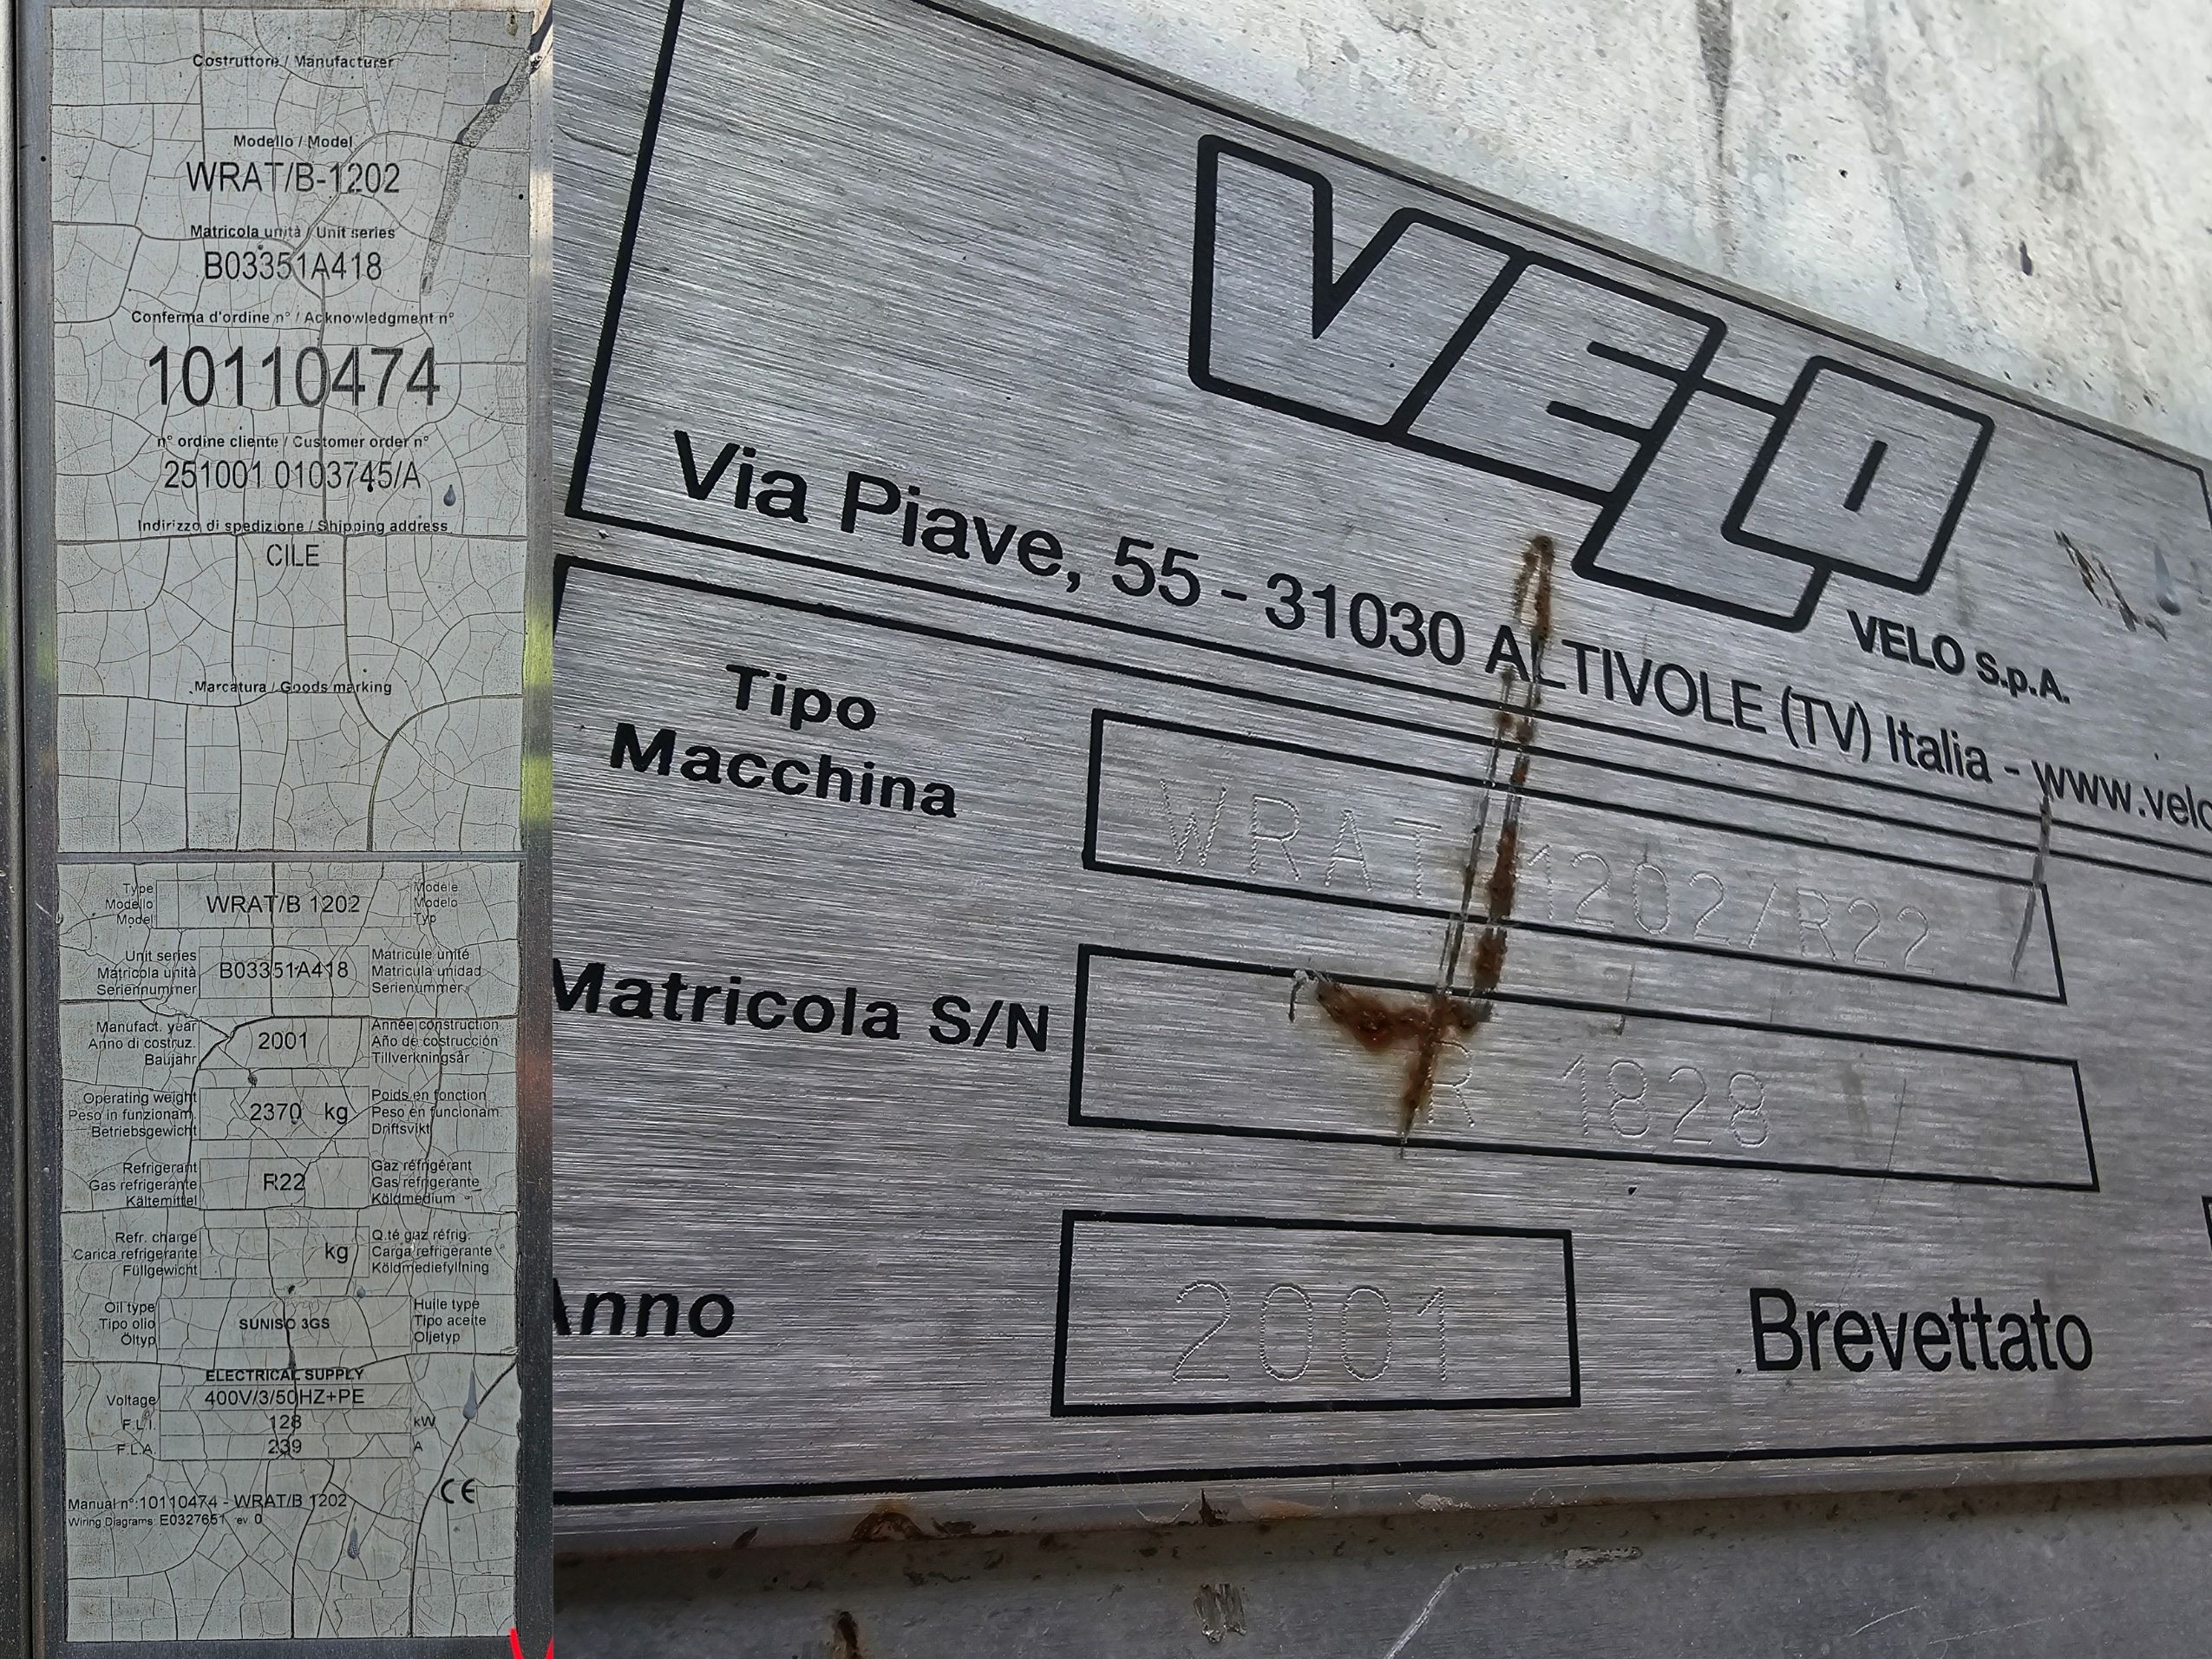 Costruttore / Manufacturer
Modello / Model
WRAT/B-1202
Matricola unità / Unit series
B03351A418
Conferma d'ordine n° / Acknowledgment n°
10110474
n° ordine cliente / Customer order n°
251001 0103745/A
Indirizzo di spedizione / Shipping address
CILE
Marcatura / Goods marking
Type
Modello
Model
WRAT/B 1202
Modèle
Modelo
Typ
Unit series
Matricola unità
Seriennummer
B03351A418
Matricule unité
Matricula unidad
Serienummer
Manufact. year
Anno di costruz.
Baujahr
2001
Année construction
Año de costrucción
Tillverkningsår
Operating weight
Peso in funzionam.
Betriebsgewicht
2370 kg
Poids en fonction
Peso en funcionam.
Driftsvikt
Refrigerant
Gas refrigerante
Kältemittel
R22
Gaz réfrigérant
Gas refrigerante
Köldmedium
Refr. charge
Carica refrigerante
Füllgewicht
kg
Q.té gaz réfrig.
Carga refrigerante
Köldmediefyllning
Oil type
Tipo olio
Öltyp
SUNISO 3GS
Huile type
Tipo aceite
Oljetyp
ELECTRICAL SUPPLY
Voltage 400V/3/50HZ+PE
F.L.I. 128 kW
F.L.A. 239 A
CE
Manual n°:10110474 - WRAT/B 1202
Wiring Diagrams: E0327651 rev. 0
VELO
VELO S.p.A.
Via Piave, 55 - 31030 ALTIVOLE (TV) Italia - www.velo
Tipo
Macchina
WRAT 1202/R22
Matricola S/N
R 1828
Anno
2001
Brevettato